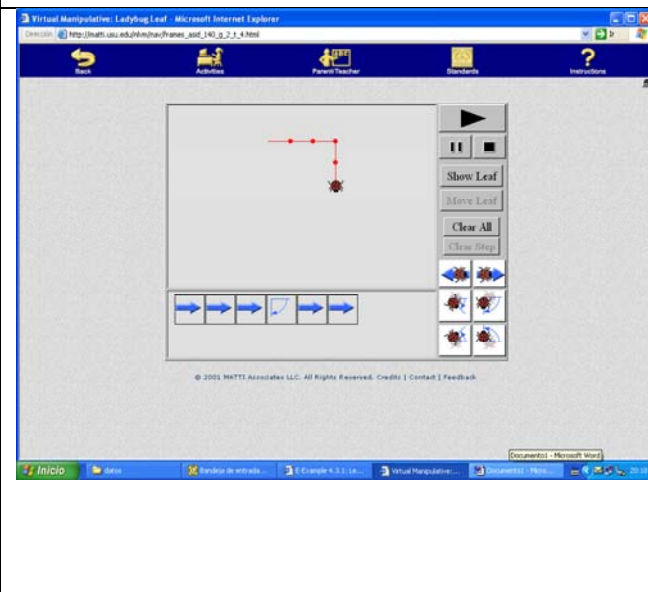 Virtual Manipulative: Ladybug Leaf - Microsoft Internet Explorer
Dirección http://matti.usu.edu/nlvm/nav/frames_asid_140_g_2_t_4.html
Back Activities Parent/Teacher Standards Instructions
Show Leaf
Move Leaf
Clear All
Clear Step
© 2001 MATTI Associates LLC. All Rights Reserved. Credits | Contact | Feedback
Documento1 - Microsoft Word
Inicio datos Bandeja de entrada... E-Example 4.3.1: Le... Virtual Manipulative:... Documento1 - Micro... 20:18